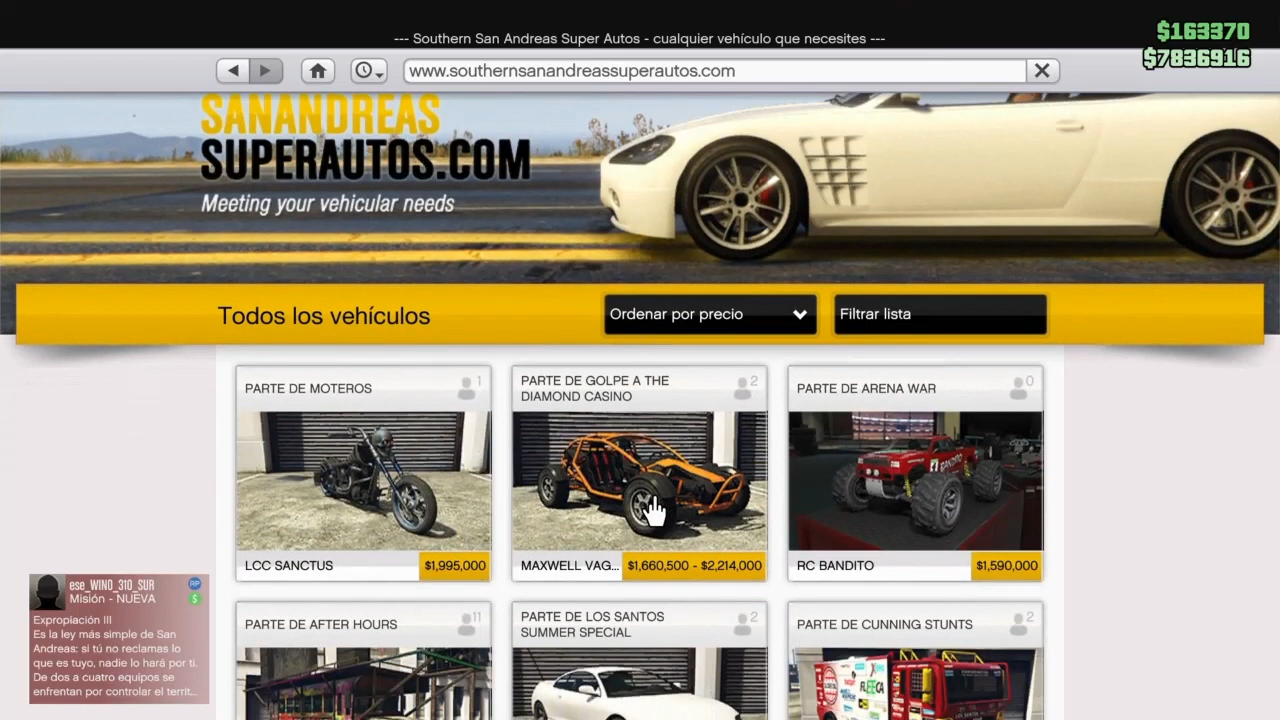 --- Southern San Andreas Super Autos - cualquier vehículo que necesites ---
$163370
$7836916
www.southernsanandreassuperautos.com
SANANDREAS
SUPERAUTOS.COM
Meeting your vehicular needs
Todos los vehículos
Ordenar por precio
Filtrar lista
PARTE DE MOTEROS
1
PARTE DE GOLPE A THE
DIAMOND CASINO
2
PARTE DE ARENA WAR
0
BANDITO
LCC SANCTUS
$1,995,000
MAXWELL VAG...
$1,660,500 - $2,214,000
RC BANDITO
$1,590,000
ese_WINO_310_SUR
RP
Misión - NUEVA
$
Expropiación III
Es la ley más simple de San
Andreas: si tú no reclamas lo
que es tuyo, nadie lo hará por ti.
De dos a cuatro equipos se
enfrentan por controlar el territ...
PARTE DE AFTER HOURS
11
PARTE DE LOS SANTOS
SUMMER SPECIAL
2
PARTE DE CUNNING STUNTS
2
FLEECA